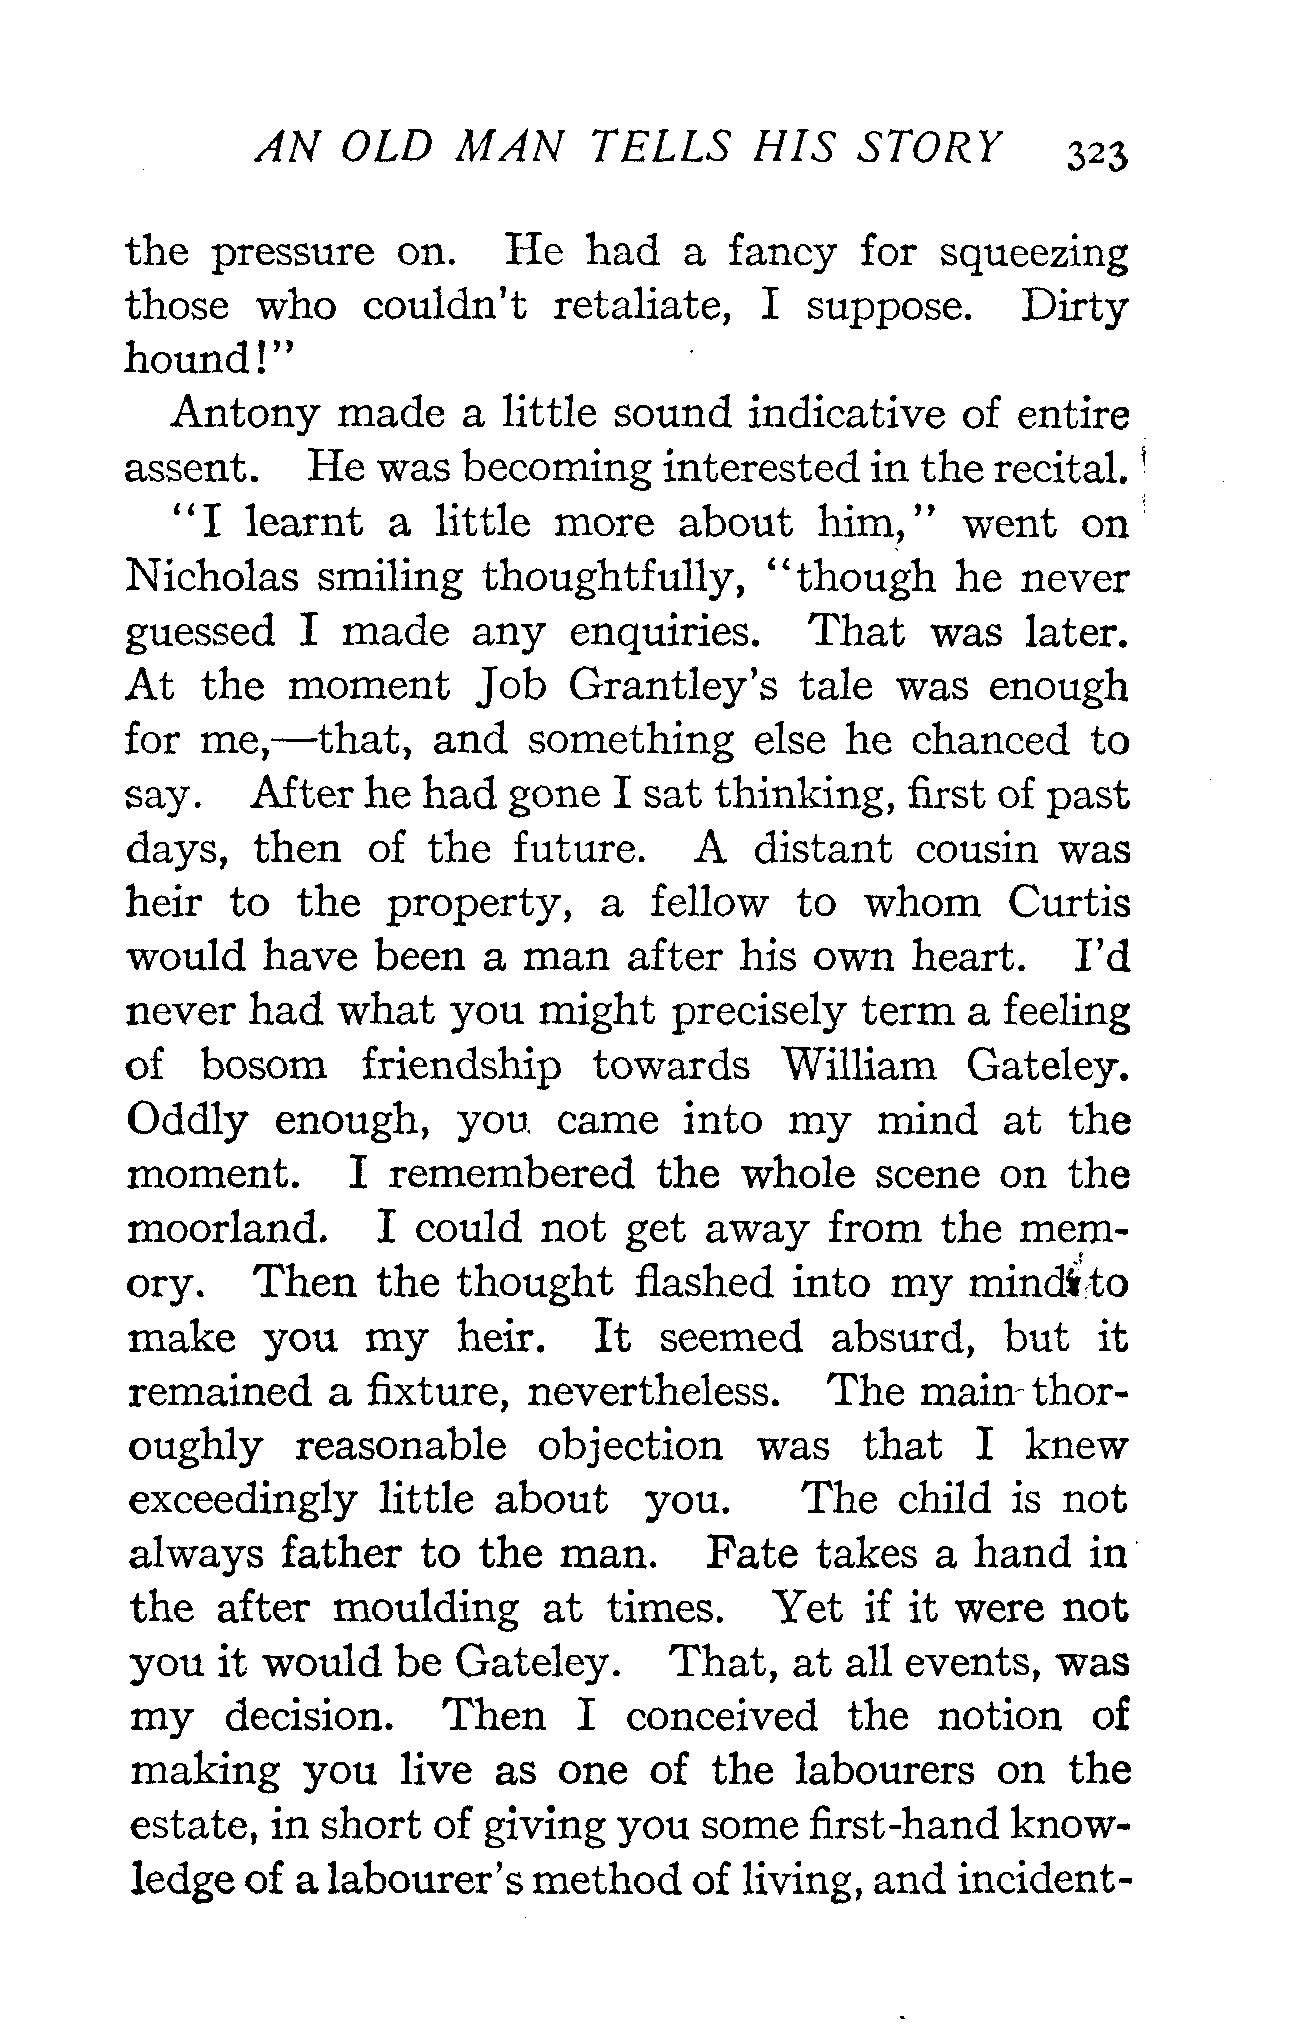 AN OLD MAN TELLS HIS STORY 323
the pressure on. He had a fancy for squeezing
those who couldn't retaliate, I suppose. Dirty
hound!"
Antony made a little sound indicative of entire
assent. He was becoming interested in the recital.
"I learnt a little more about him," went on
Nicholas smiling thoughtfully, "though he never
guessed I made any enquiries. That was later.
At the moment Job Grantley's tale was enough
for me,—that, and something else he chanced to
say. After he had gone I sat thinking, first of past
days, then of the future. A distant cousin was
heir to the property, a fellow to whom Curtis
would have been a man after his own heart. I'd
never had what you might precisely term a feeling
of bosom friendship towards William Gateley.
Oddly enough, you came into my mind at the
moment. I remembered the whole scene on the
moorland. I could not get away from the mem-
ory. Then the thought flashed into my mind to
make you my heir. It seemed absurd, but it
remained a fixture, nevertheless. The main thor-
oughly reasonable objection was that I knew
exceedingly little about you. The child is not
always father to the man. Fate takes a hand in
the after moulding at times. Yet if it were not
you it would be Gateley. That, at all events, was
my decision. Then I conceived the notion of
making you live as one of the labourers on the
estate, in short of giving you some first-hand know-
ledge of a labourer's method of living, and incident-